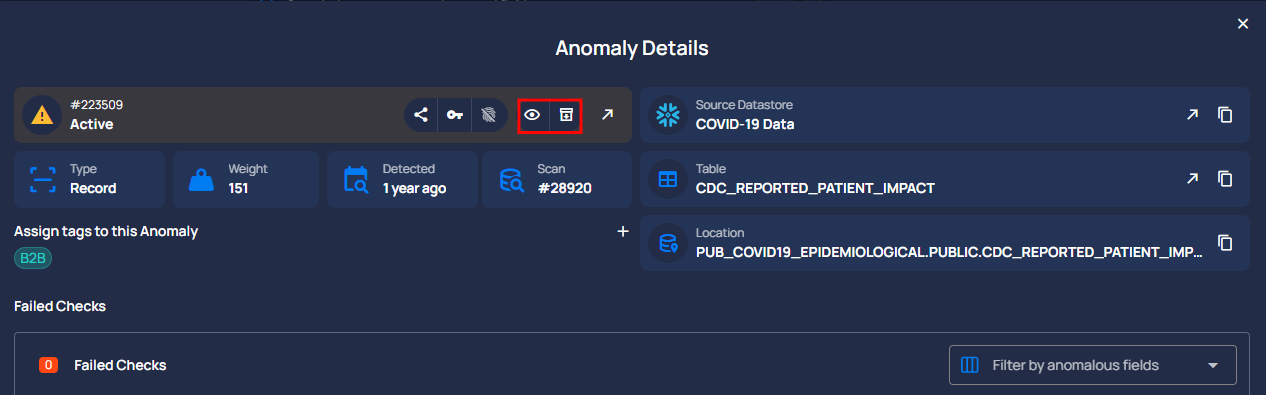 Anomaly Details
#223509
Active
Source Datastore
COVID-19 Data
Type
Record
Weight
151
Detected
1 year ago
Scan
#28920
Table
CDC_REPORTED_PATIENT_IMPACT
Assign tags to this Anomaly
B2B
Location
PUB_COVID19_EPIDEMIOLOGICAL.PUBLIC.CDC_REPORTED_PATIENT_IMP...
Failed Checks
0 Failed Checks
Filter by anomalous fields